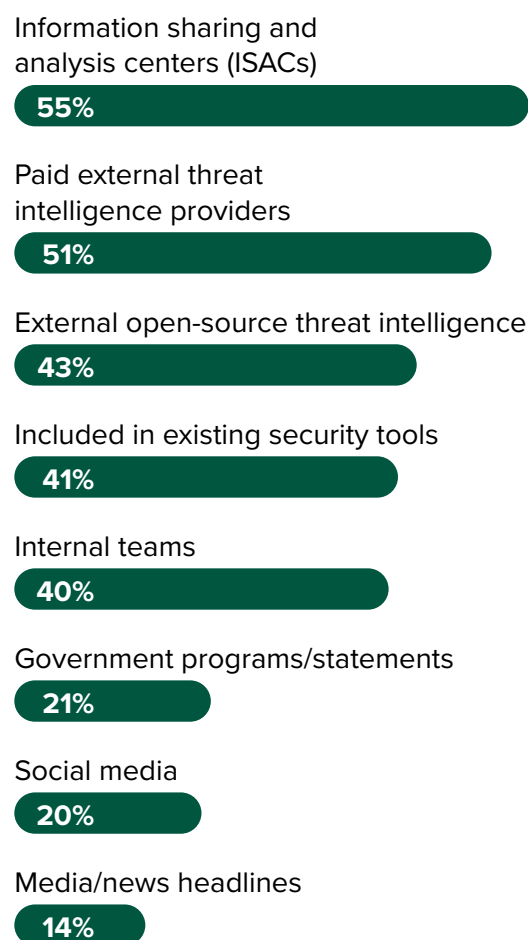 Information sharing and
analysis centers (ISACs)
55%
Paid external threat
intelligence providers
51%
External open-source threat intelligence
43%
Included in existing security tools
41%
Internal teams
40%
Government programs/statements
21%
Social media
20%
Media/news headlines
14%